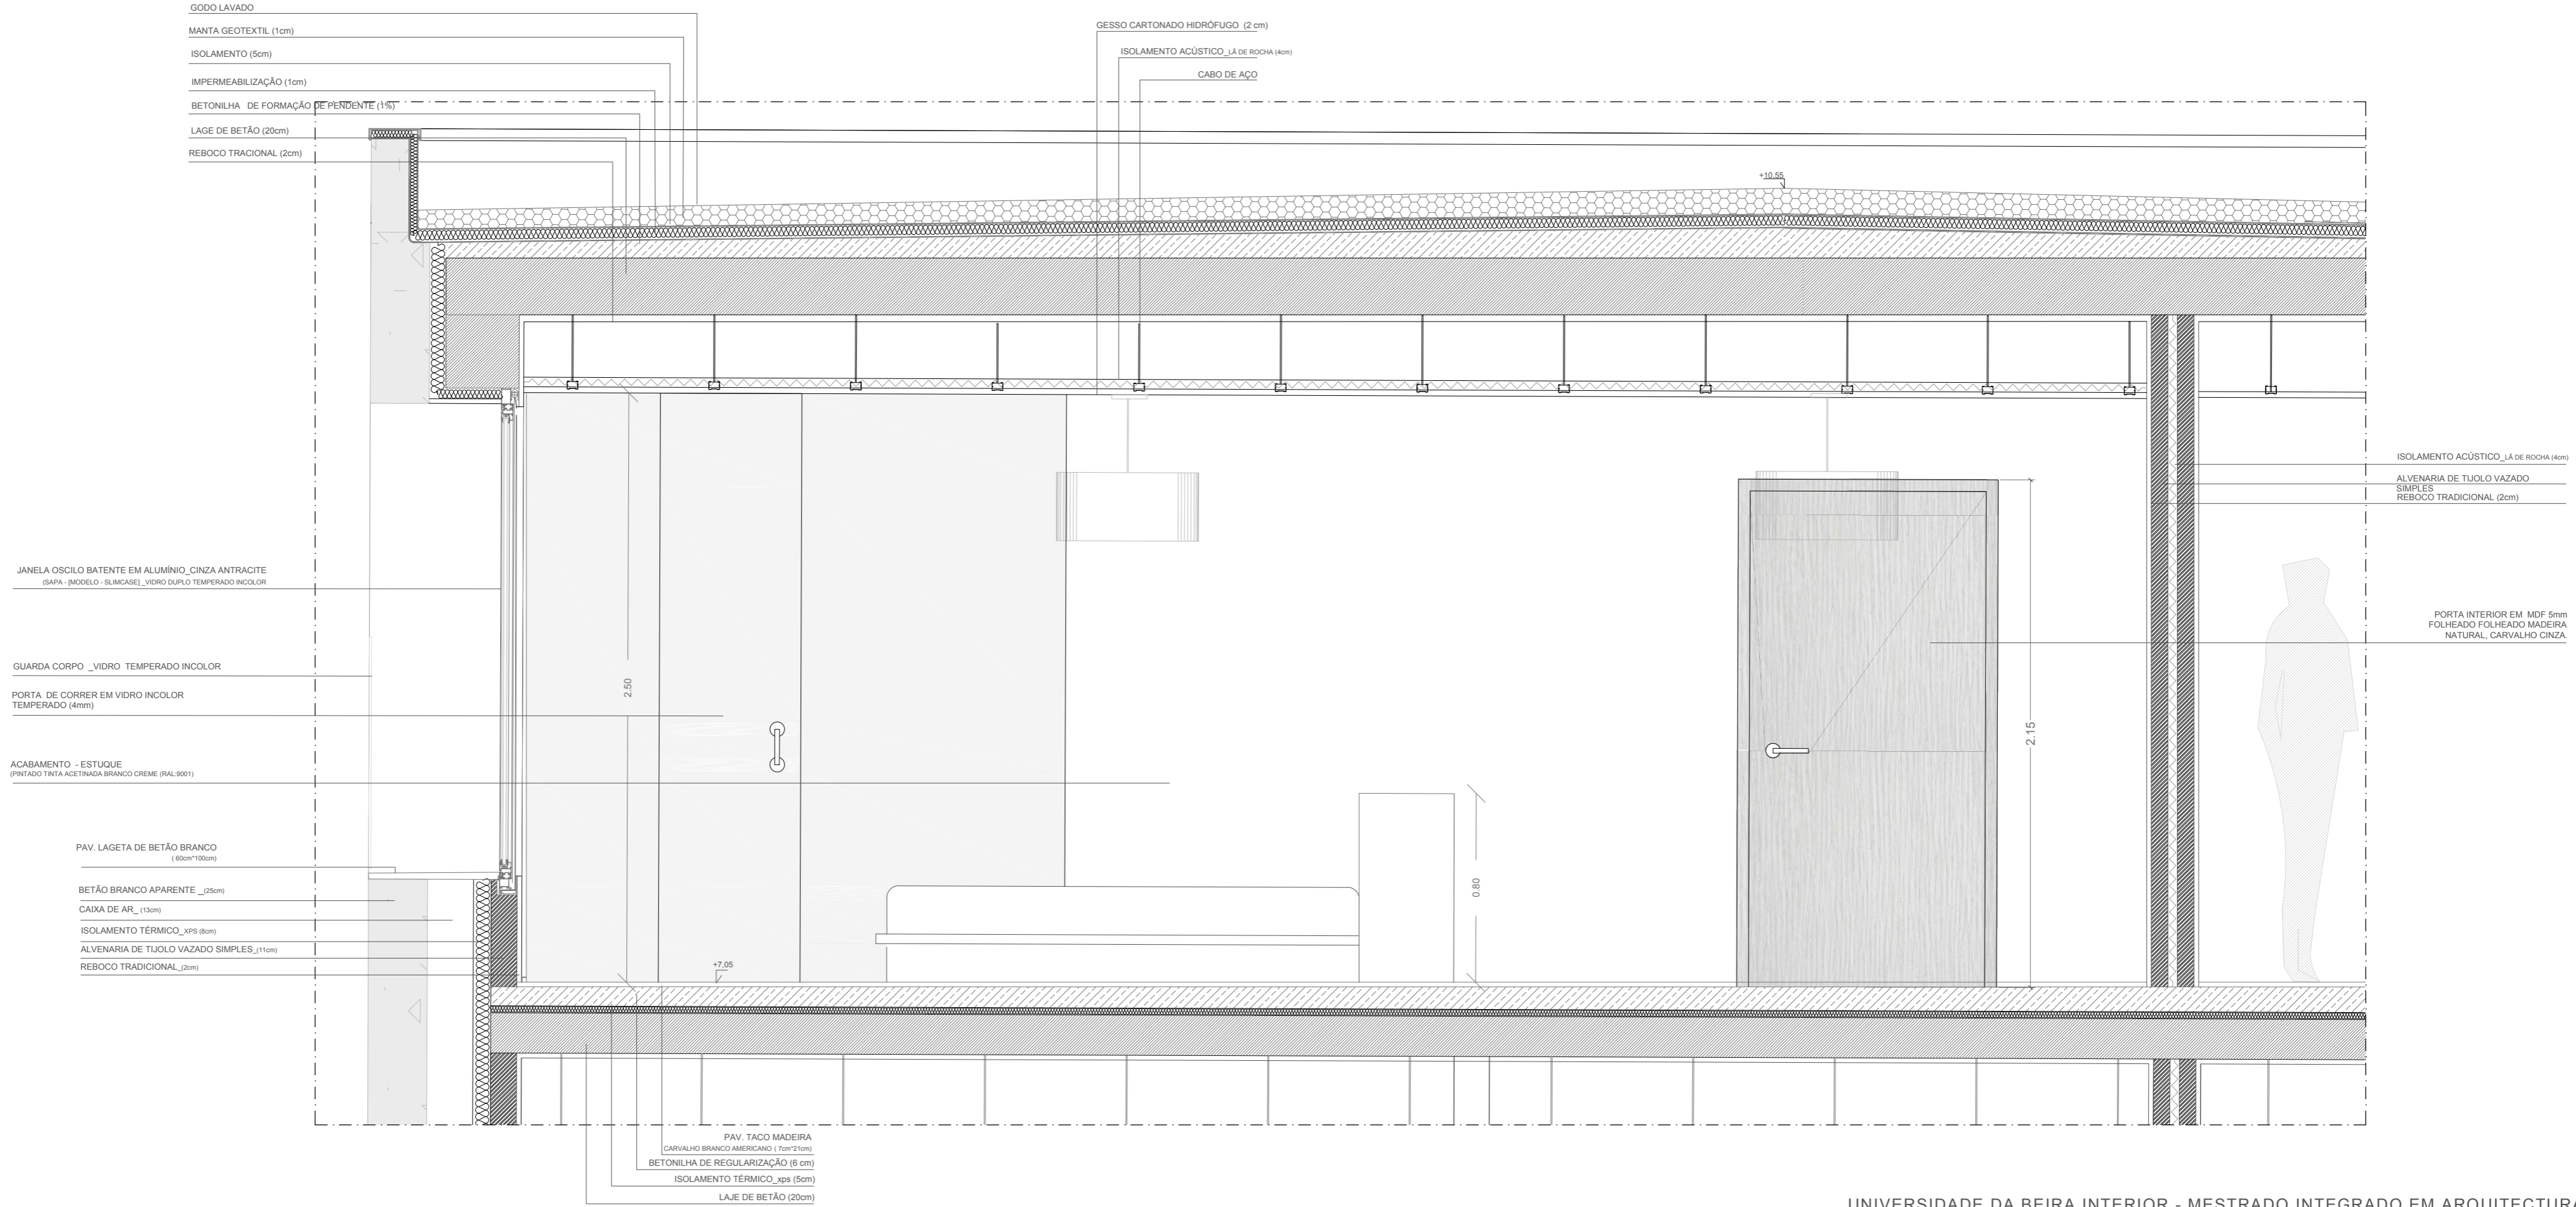 GODO LAVADO
MANTA GEOTEXTIL (1cm)
ISOLAMENTO (5cm)
IMPERMEABILIZAÇÃO (1cm)
BETONILHA DE FORMAÇÃO DE PENDENTE (1%)
LAGE DE BETÃO (20cm)
REBOCO TRACIONAL (2cm)
GESSO CARTONADO HIDRÓFUGO (2 cm)
ISOLAMENTO ACÚSTICO_LÃ DE ROCHA (4cm)
CABO DE AÇO
+10,55
ISOLAMENTO ACÚSTICO_LÃ DE ROCHA (4cm)
ALVENARIA DE TIJOLO VAZADO
SIMPLES
REBOCO TRADICIONAL (2cm)
JANELA OSCILO BATENTE EM ALUMÍNIO_CINZA ANTRACITE
(SAPA - [MODELO - SLIMCASE] _VIDRO DUPLO TEMPERADO INCOLOR
PORTA INTERIOR EM MDF 5mm
FOLHEADO FOLHEADO MADEIRA
NATURAL, CARVALHO CINZA.
GUARDA CORPO _VIDRO TEMPERADO INCOLOR
PORTA DE CORRER EM VIDRO INCOLOR
TEMPERADO (4mm)
2.50
2.15
ACABAMENTO - ESTUQUE
(PINTADO TINTA ACETINADA BRANCO CREME (RAL:9001)
0.80
PAV. LAGETA DE BETÃO BRANCO
( 60cm*100cm)
BETÃO BRANCO APARENTE _(25cm)
CAIXA DE AR_ (13cm)
ISOLAMENTO TÉRMICO_XPS (8cm)
ALVENARIA DE TIJOLO VAZADO SIMPLES_(11cm)
REBOCO TRADICIONAL_(2cm)
+7,05
PAV. TACO MADEIRA
CARVALHO BRANCO AMERICANO ( 7cm*21cm)
BETONILHA DE REGULARIZAÇÃO (6 cm)
ISOLAMENTO TÉRMICO_xps (5cm)
LAJE DE BETÃO (20cm)
UNIVERSIDADE DA BEIRA INTERIOR - MESTRADO INTEGRADO EM ARQUITECTURA